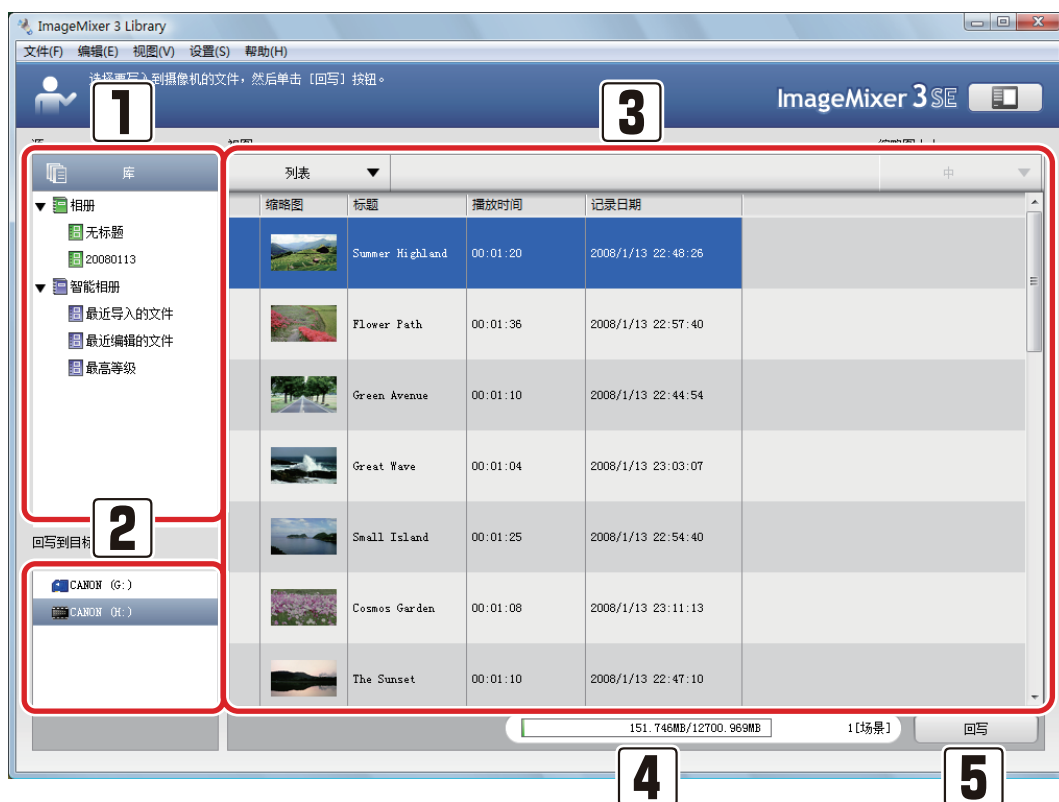 ImageMixer 3 Library
文件(F) 编辑(E) 视图(V) 设置(S) 帮助(H)
到摄像机的文件，然后单击［回写］按钮。
ImageMixer 3 SE
1
3
库
列表 中
相册
无标题
20080113
智能相册
最近导入的文件
最近编辑的文件
最高等级
缩略图 标题 播放时间 记录日期
Summer Highland 00:01:20 2008/1/13 22:48:26
Flower Path 00:01:36 2008/1/13 22:57:40
Green Avenue 00:01:10 2008/1/13 22:44:54
Great Wave 00:01:04 2008/1/13 23:03:07
Small Island 00:01:25 2008/1/13 22:54:40
Cosmos Garden 00:01:08 2008/1/13 23:11:13
The Sunset 00:01:10 2008/1/13 22:47:10
2
回写到目标
CANON (G:)
CANON (H:)
151.746MB/12700.969MB 1[场景] 回写
4
5